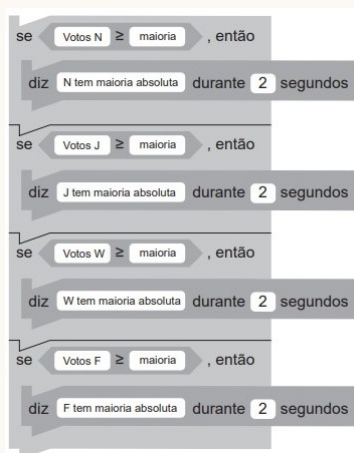 se Votos N ≥ maioria , então
diz N tem maioria absoluta durante 2 segundos
se Votos J ≥ maioria , então
diz J tem maioria absoluta durante 2 segundos
se Votos W ≥ maioria , então
diz W tem maioria absoluta durante 2 segundos
se Votos F ≥ maioria , então
diz F tem maioria absoluta durante 2 segundos